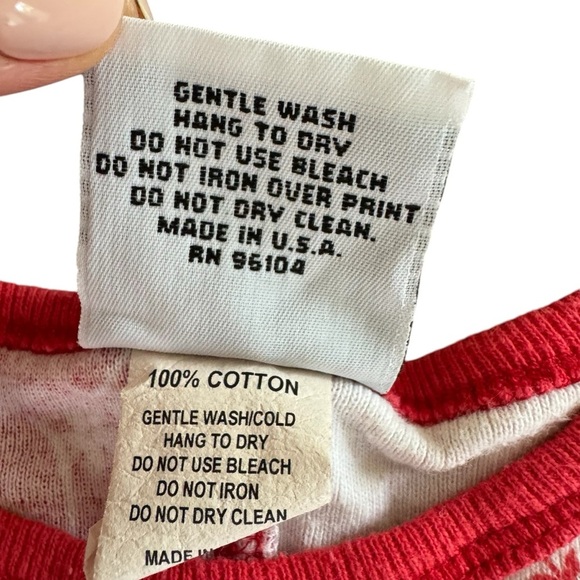 GENTLE WASH
HANG TO DRY
DO NOT USE BLEACH
DO NOT IRON OVER PRINT
DO NOT DRY CLEAN.
MADE IN U.S.A.
RN 96104
100% COTTON
GENTLE WASH/COLD
HANG TO DRY
DO NOT USE BLEACH
DO NOT IRON
DO NOT DRY CLEAN
MADE